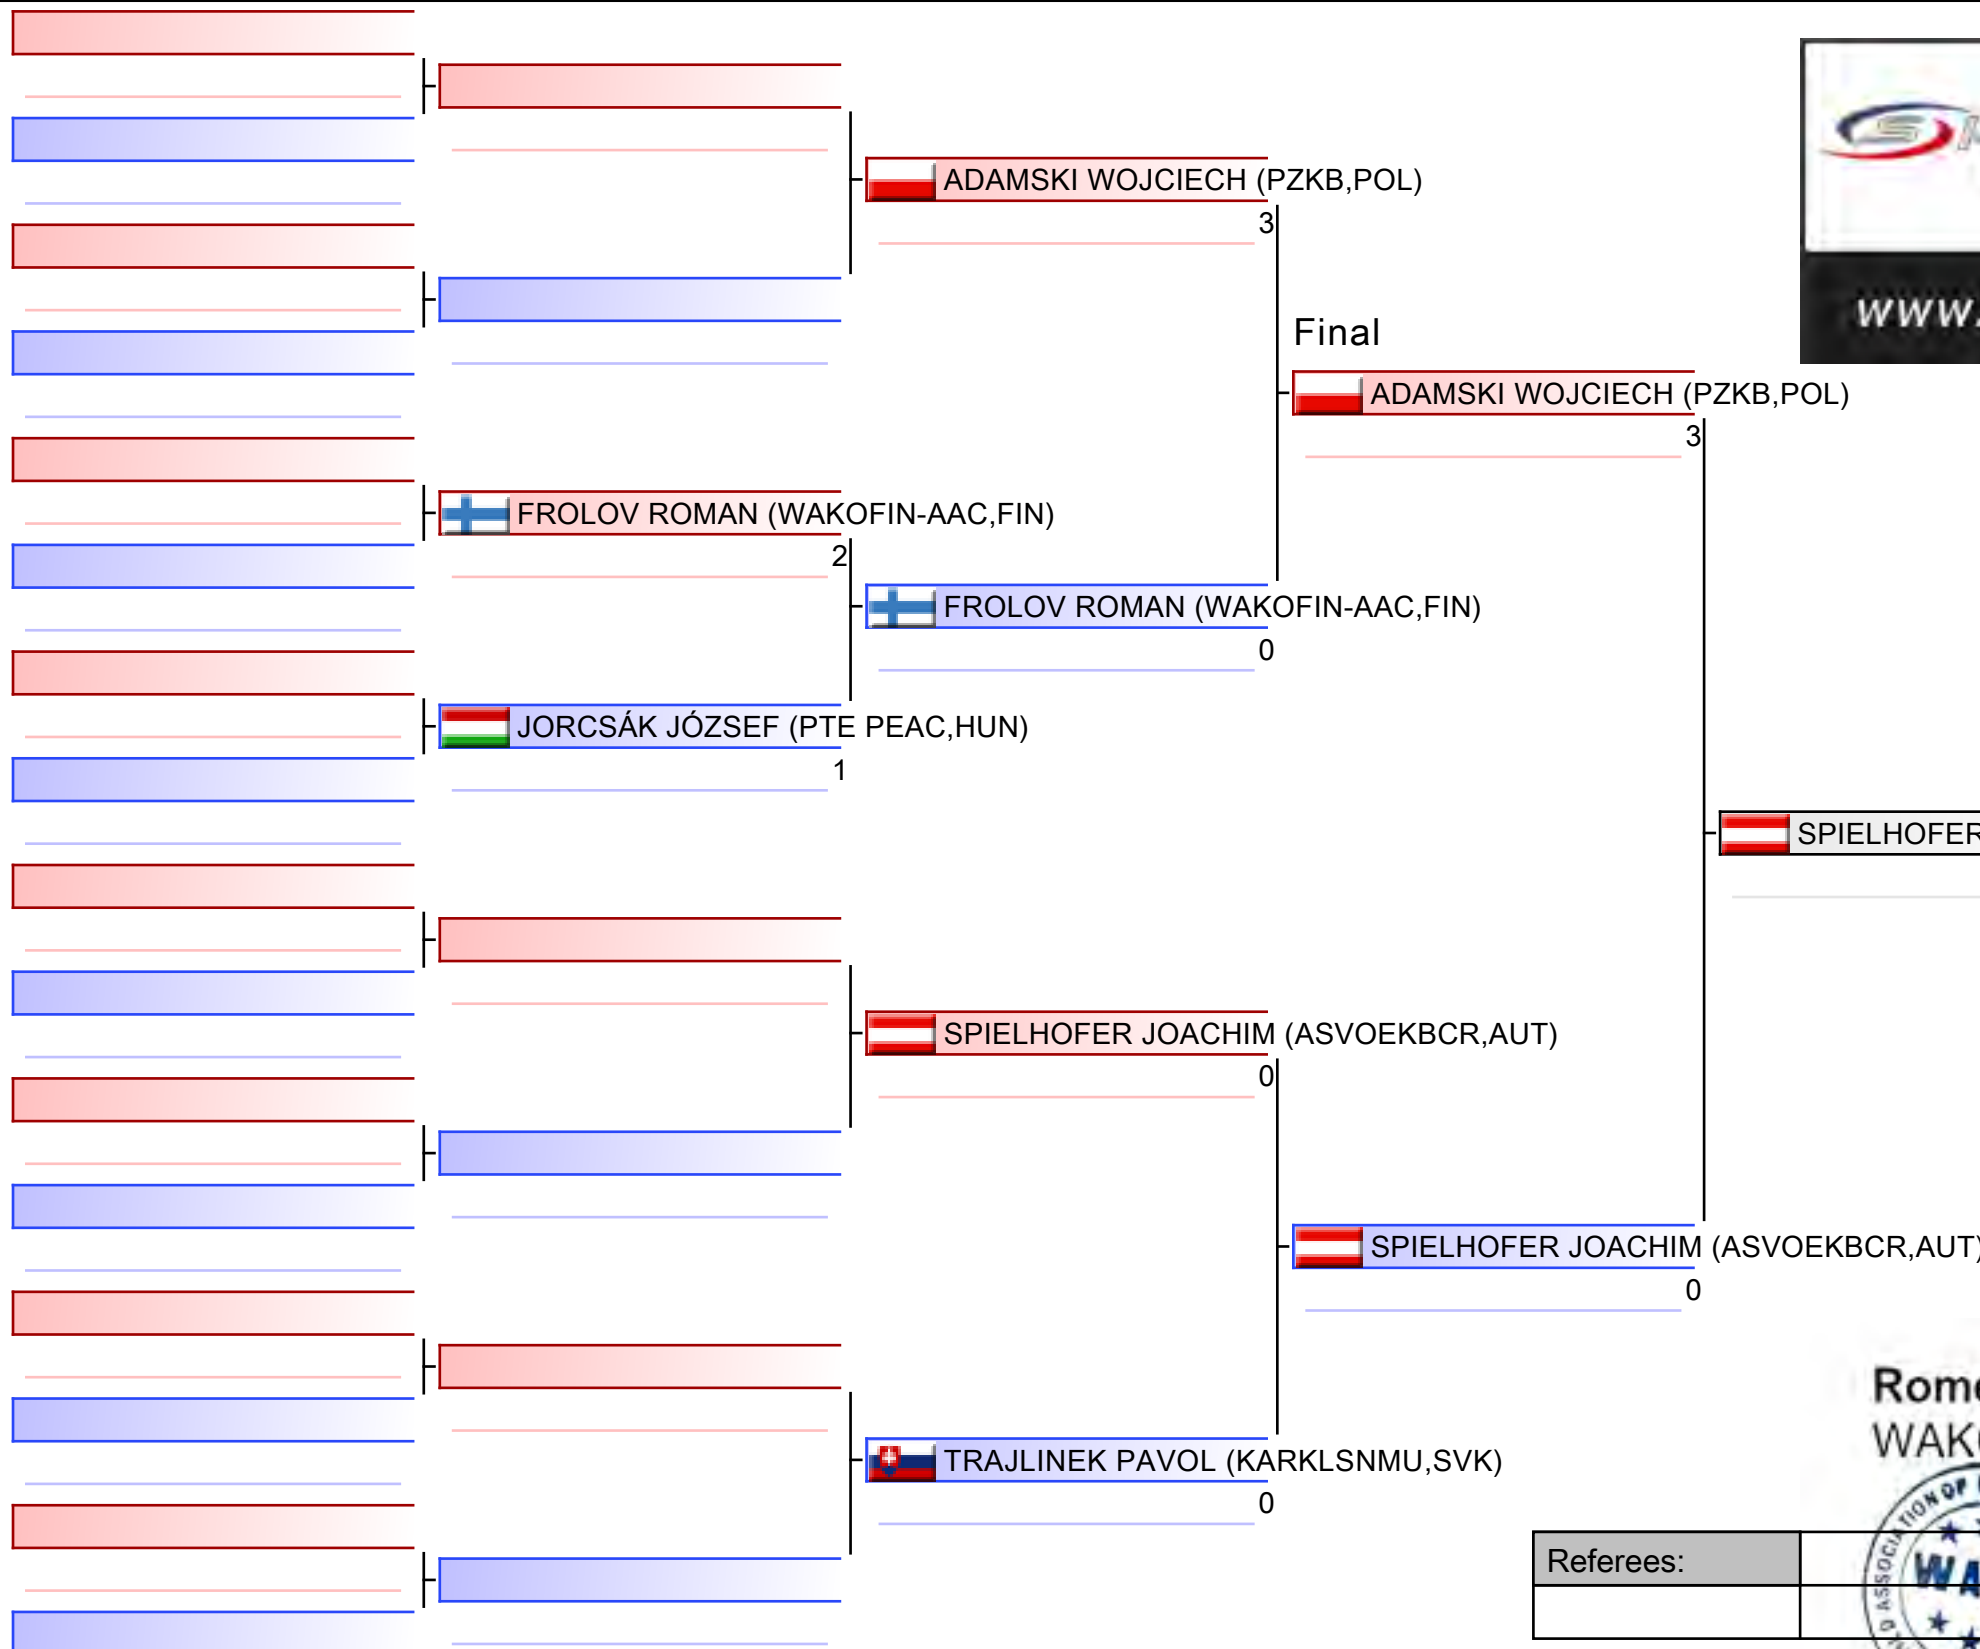 ADAMSKI WOJCIECH (PZKB,POL)
3
www.
Final
ADAMSKI WOJCIECH (PZKB,POL)
3
FROLOV ROMAN (WAKOFIN-AAC,FIN)
2
FROLOV ROMAN (WAKOFIN-AAC,FIN)
0
JORCSÁK JÓZSEF (PTE PEAC,HUN)
1
SPIELHOFER
SPIELHOFER JOACHIM (ASVOEKBCR,AUT)
0
SPIELHOFER JOACHIM (ASVOEKBCR,AUT)
0
TRAJLINEK PAVOL (KARKLSNMU,SVK)
0
Referees: